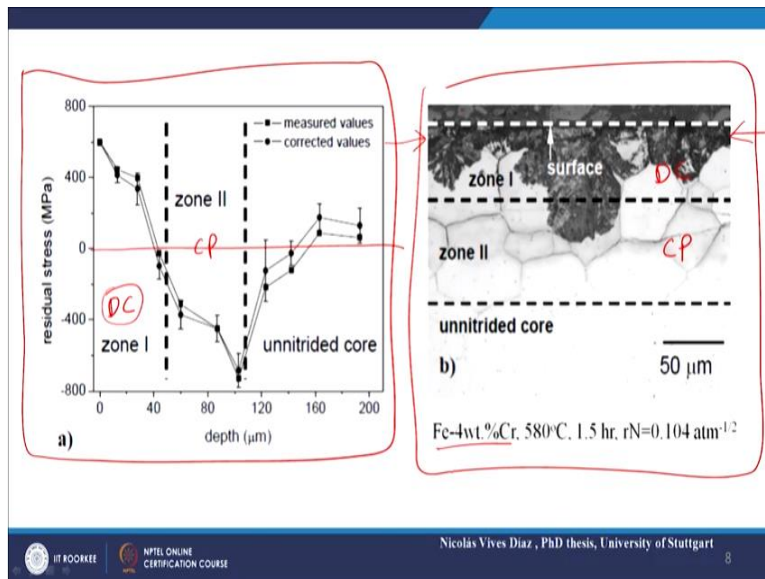 800
400
0
-400
-800
residual stress (MPa)
measured values
corrected values
zone II
CP
DC
zone I
unnitrided core
0 40 80 120 160 200
depth (μm)
a)
surface
zone I
DC
zone II
CP
unnitrided core
b)
50 μm
Fe-4wt.%Cr, 580°C, 1.5 hr, rN=0.104 atm-1/2
IIT ROORKEE
NPTEL ONLINE
CERTIFICATION COURSE
Nicolás Vives Díaz , PhD thesis, University of Stuttgart
8